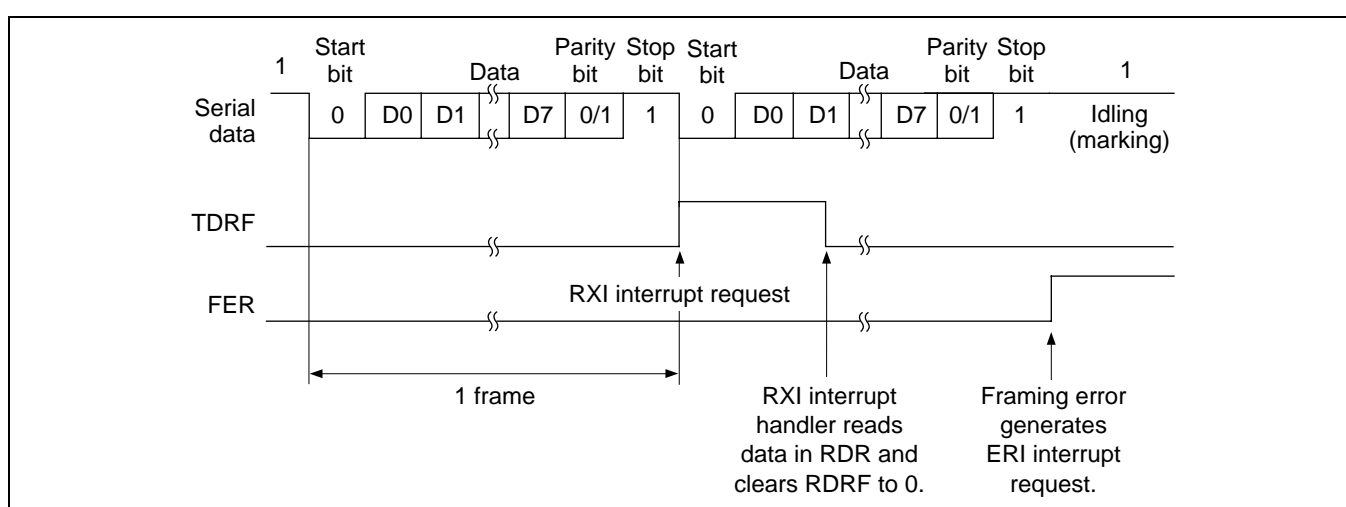 Start Parity Stop Start Parity Stop
1 bit Data bit bit bit Data bit bit 1
Serial data 0 D0 D1 D7 0/1 1 0 D0 D1 D7 0/1 1 Idling (marking)
TDRF
RXI interrupt request
FER
1 frame
RXI interrupt
handler reads
data in RDR and
clears RDRF to 0.
Framing error
generates
ERI interrupt
request.